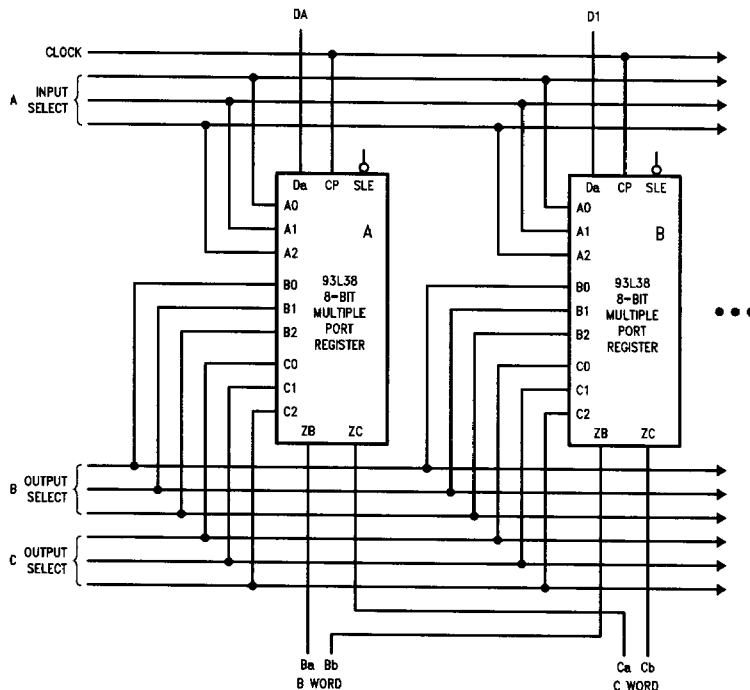 DA
D1
CLOCK
A INPUT SELECT
Da CP SLE
Da CP SLE
A0
A1
A2
A
A0
A1
A2
B
B0
B1
B2
93L38
8-BIT
MULTIPLE
PORT
REGISTER
B0
B1
B2
93L38
8-BIT
MULTIPLE
PORT
REGISTER
C0
C1
C2
C0
C1
C2
ZB ZC
ZB ZC
B OUTPUT SELECT
C OUTPUT SELECT
Ba Bb
B WORD
Ca Cb
C WORD